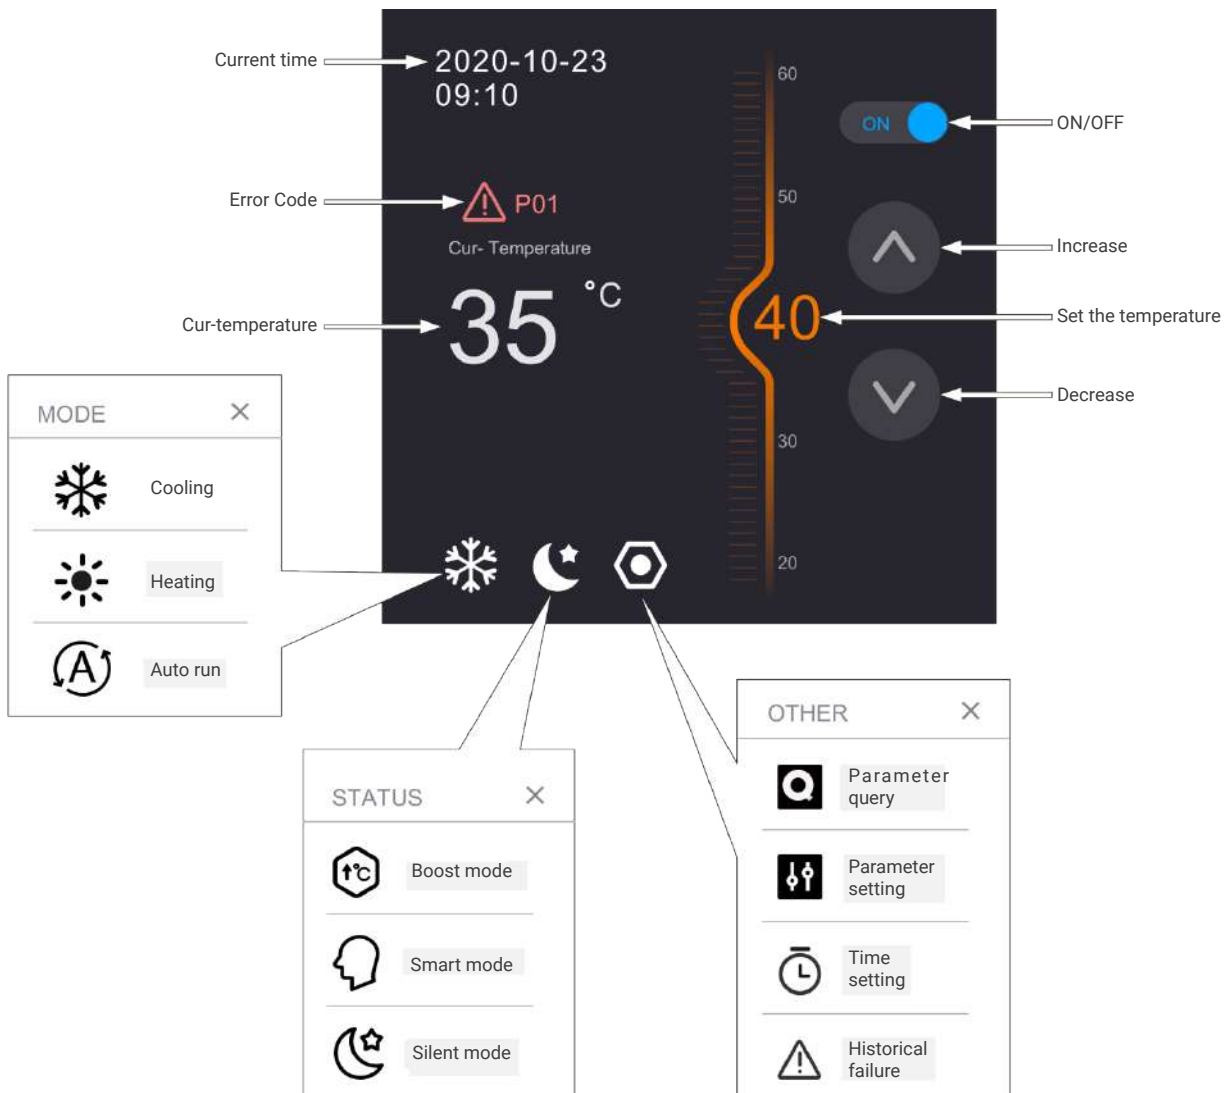 Current time
2020-10-23
09:10
60
ON
ON/OFF
Error Code
P01
50
Cur- Temperature
Increase
35 °C
Cur-temperature
40
Set the temperature
Decrease
30
20
MODE ×
Cooling
Heating
A
Auto run
STATUS ×
°C
Boost mode
Smart mode
Silent mode
OTHER ×
Parameter
query
Parameter
setting
Time
setting
Historical
failure